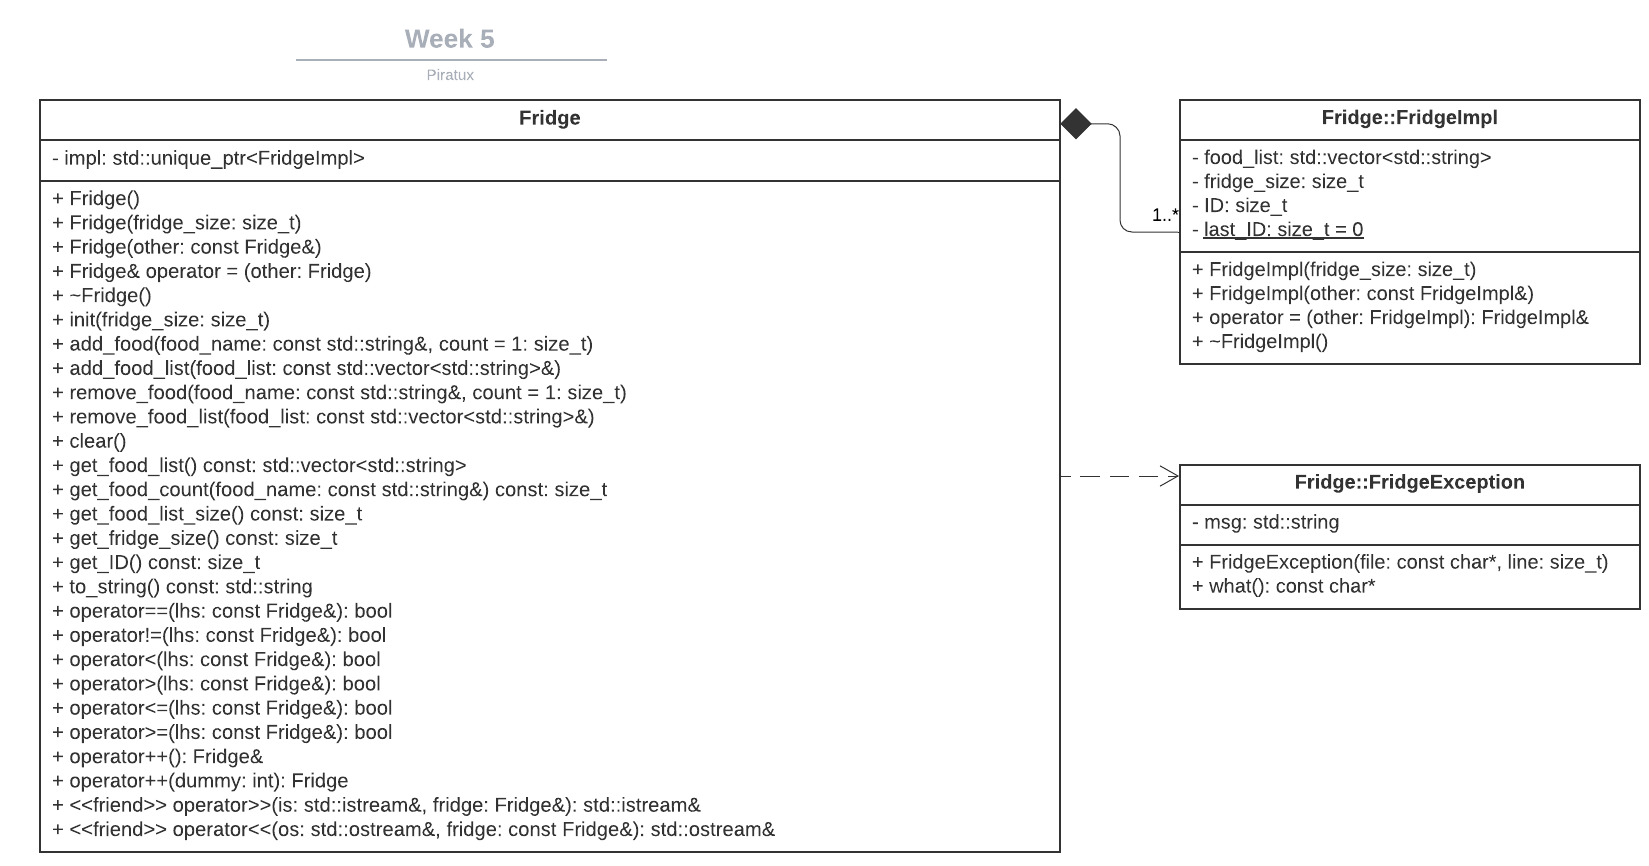 Week 5
Piratux
Fridge
- impl: std::unique_ptr<FridgeImpl>
+ Fridge()
+ Fridge(fridge_size: size_t)
+ Fridge(other: const Fridge&)
+ Fridge& operator = (other: Fridge)
+ ~Fridge()
+ init(fridge_size: size_t)
+ add_food(food_name: const std::string&, count = 1: size_t)
+ add_food_list(food_list: const std::vector<std::string>&)
+ remove_food(food_name: const std::string&, count = 1: size_t)
+ remove_food_list(food_list: const std::vector<std::string>&)
+ clear()
+ get_food_list() const: std::vector<std::string>
+ get_food_count(food_name: const std::string&) const: size_t
+ get_food_list_size() const: size_t
+ get_fridge_size() const: size_t
+ get_ID() const: size_t
+ to_string() const: std::string
+ operator==(lhs: const Fridge&): bool
+ operator!=(lhs: const Fridge&): bool
+ operator<(lhs: const Fridge&): bool
+ operator>(lhs: const Fridge&): bool
+ operator<=(lhs: const Fridge&): bool
+ operator>=(lhs: const Fridge&): bool
+ operator++(): Fridge&
+ operator++(dummy: int): Fridge
+ <<friend>> operator>>(is: std::istream&, fridge: Fridge&): std::istream&
+ <<friend>> operator<<(os: std::ostream&, fridge: const Fridge&): std::ostream&
1..*
Fridge::FridgeImpl
- food_list: std::vector<std::string>
- fridge_size: size_t
- ID: size_t
- last_ID: size_t = 0
+ FridgeImpl(fridge_size: size_t)
+ FridgeImpl(other: const FridgeImpl&)
+ operator = (other: FridgeImpl): FridgeImpl&
+ ~FridgeImpl()
Fridge::FridgeException
- msg: std::string
+ FridgeException(file: const char*, line: size_t)
+ what(): const char*